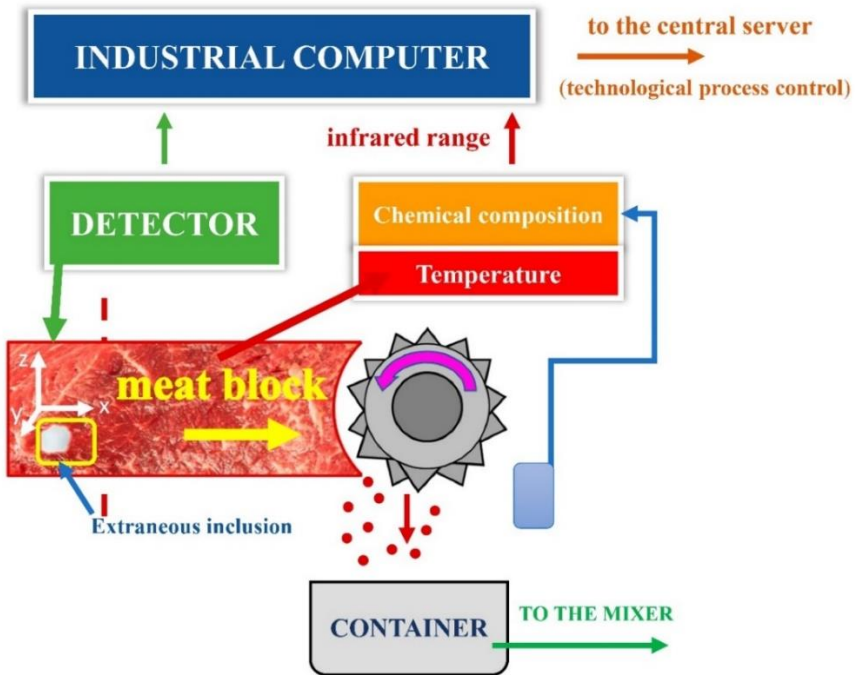 INDUSTRIAL COMPUTER
to the central server
(technological process control)
infrared range
DETECTOR
Chemical composition
Temperature
z
meat block
y
x
Extraneous inclusion
CONTAINER
TO THE MIXER